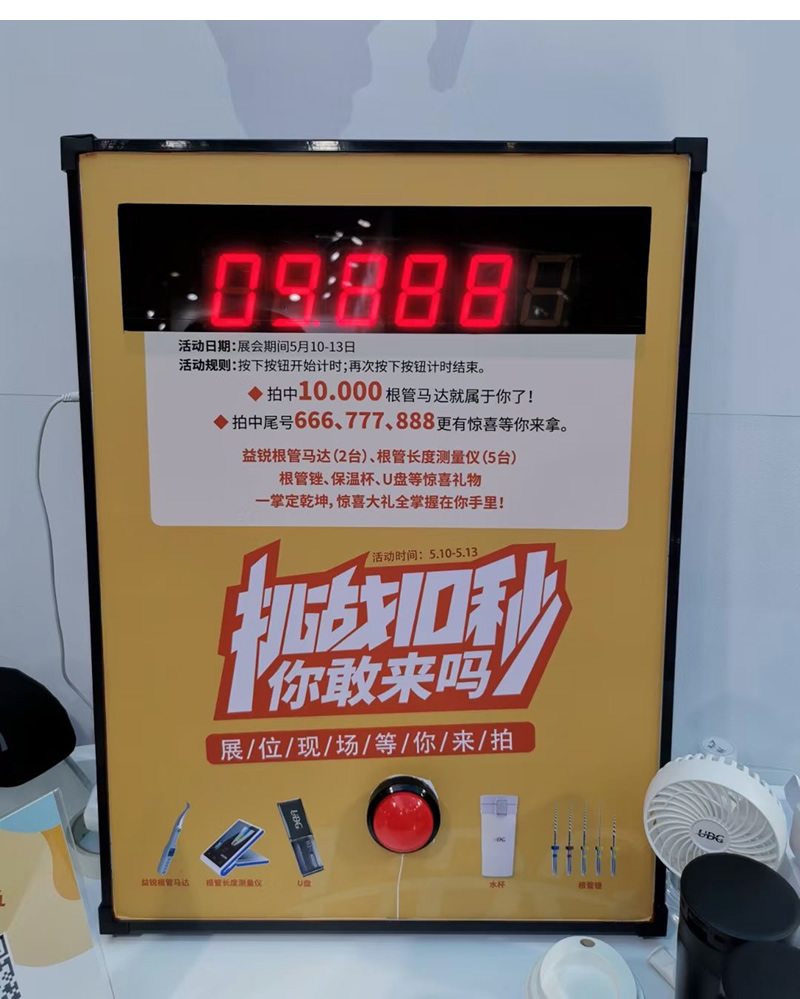 09.888
活动日期：展会期间5月10-13日
活动规则：按下按钮开始计时；再次按下按钮计时结束。
◆ 拍中10.000根管马达就属于你了！
◆ 拍中尾号666、777、888更有惊喜等你来拿。
益锐根管马达（2台）、根管长度测量仪（5台）
根管锉、保温杯、U盘等惊喜礼物
一掌定乾坤，惊喜大礼全掌握在你手里！
活动时间：5.10-5.13
挑战10秒
你敢来吗
展/位/现/场/等/你/来/拍
UBG
UBG
UBG
益锐根管马达
根管长度测量仪
U盘
水杯
根管锉